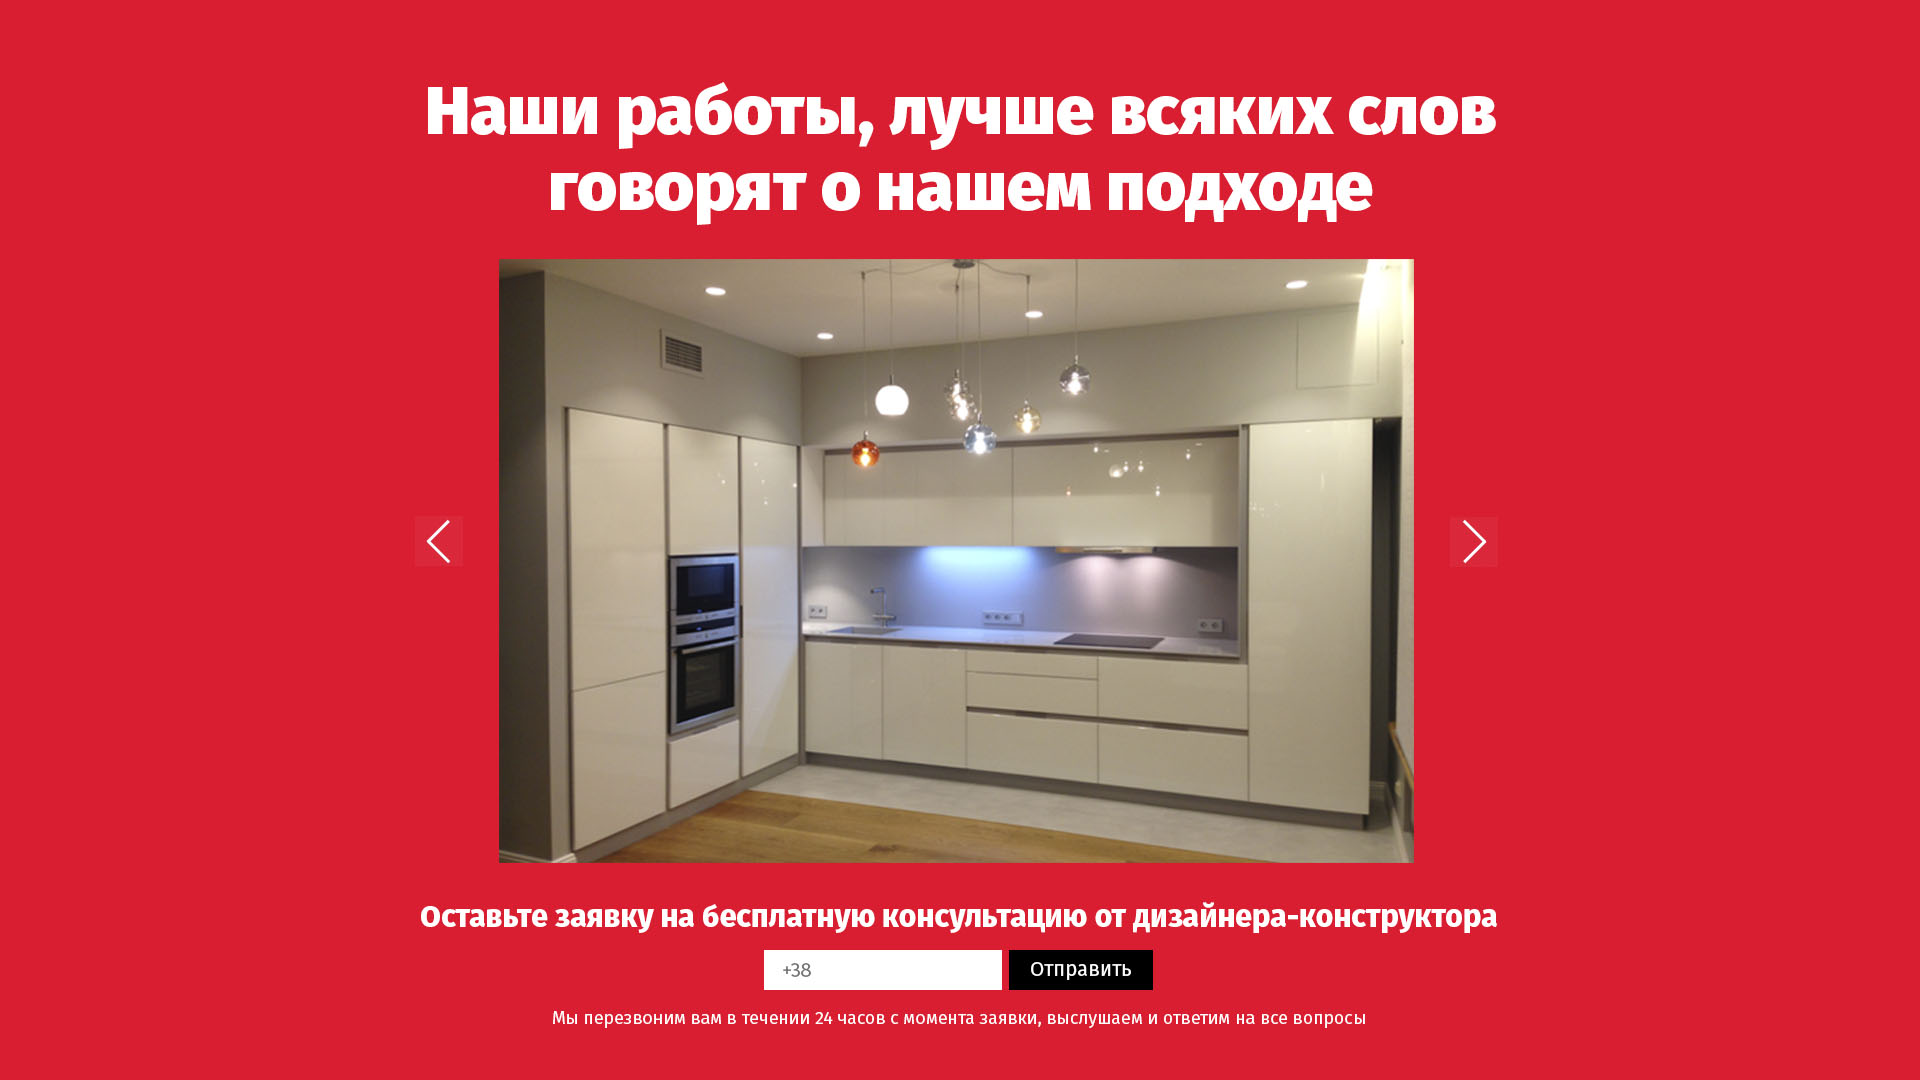 Наши работы, лучше всяких слов
говорят о нашем подходе
Оставьте заявку на бесплатную консультацию от дизайнера-конструктора
+38
Отправить
Мы перезвоним вам в течении 24 часов с момента заявки, выслушаем и ответим на все вопросы